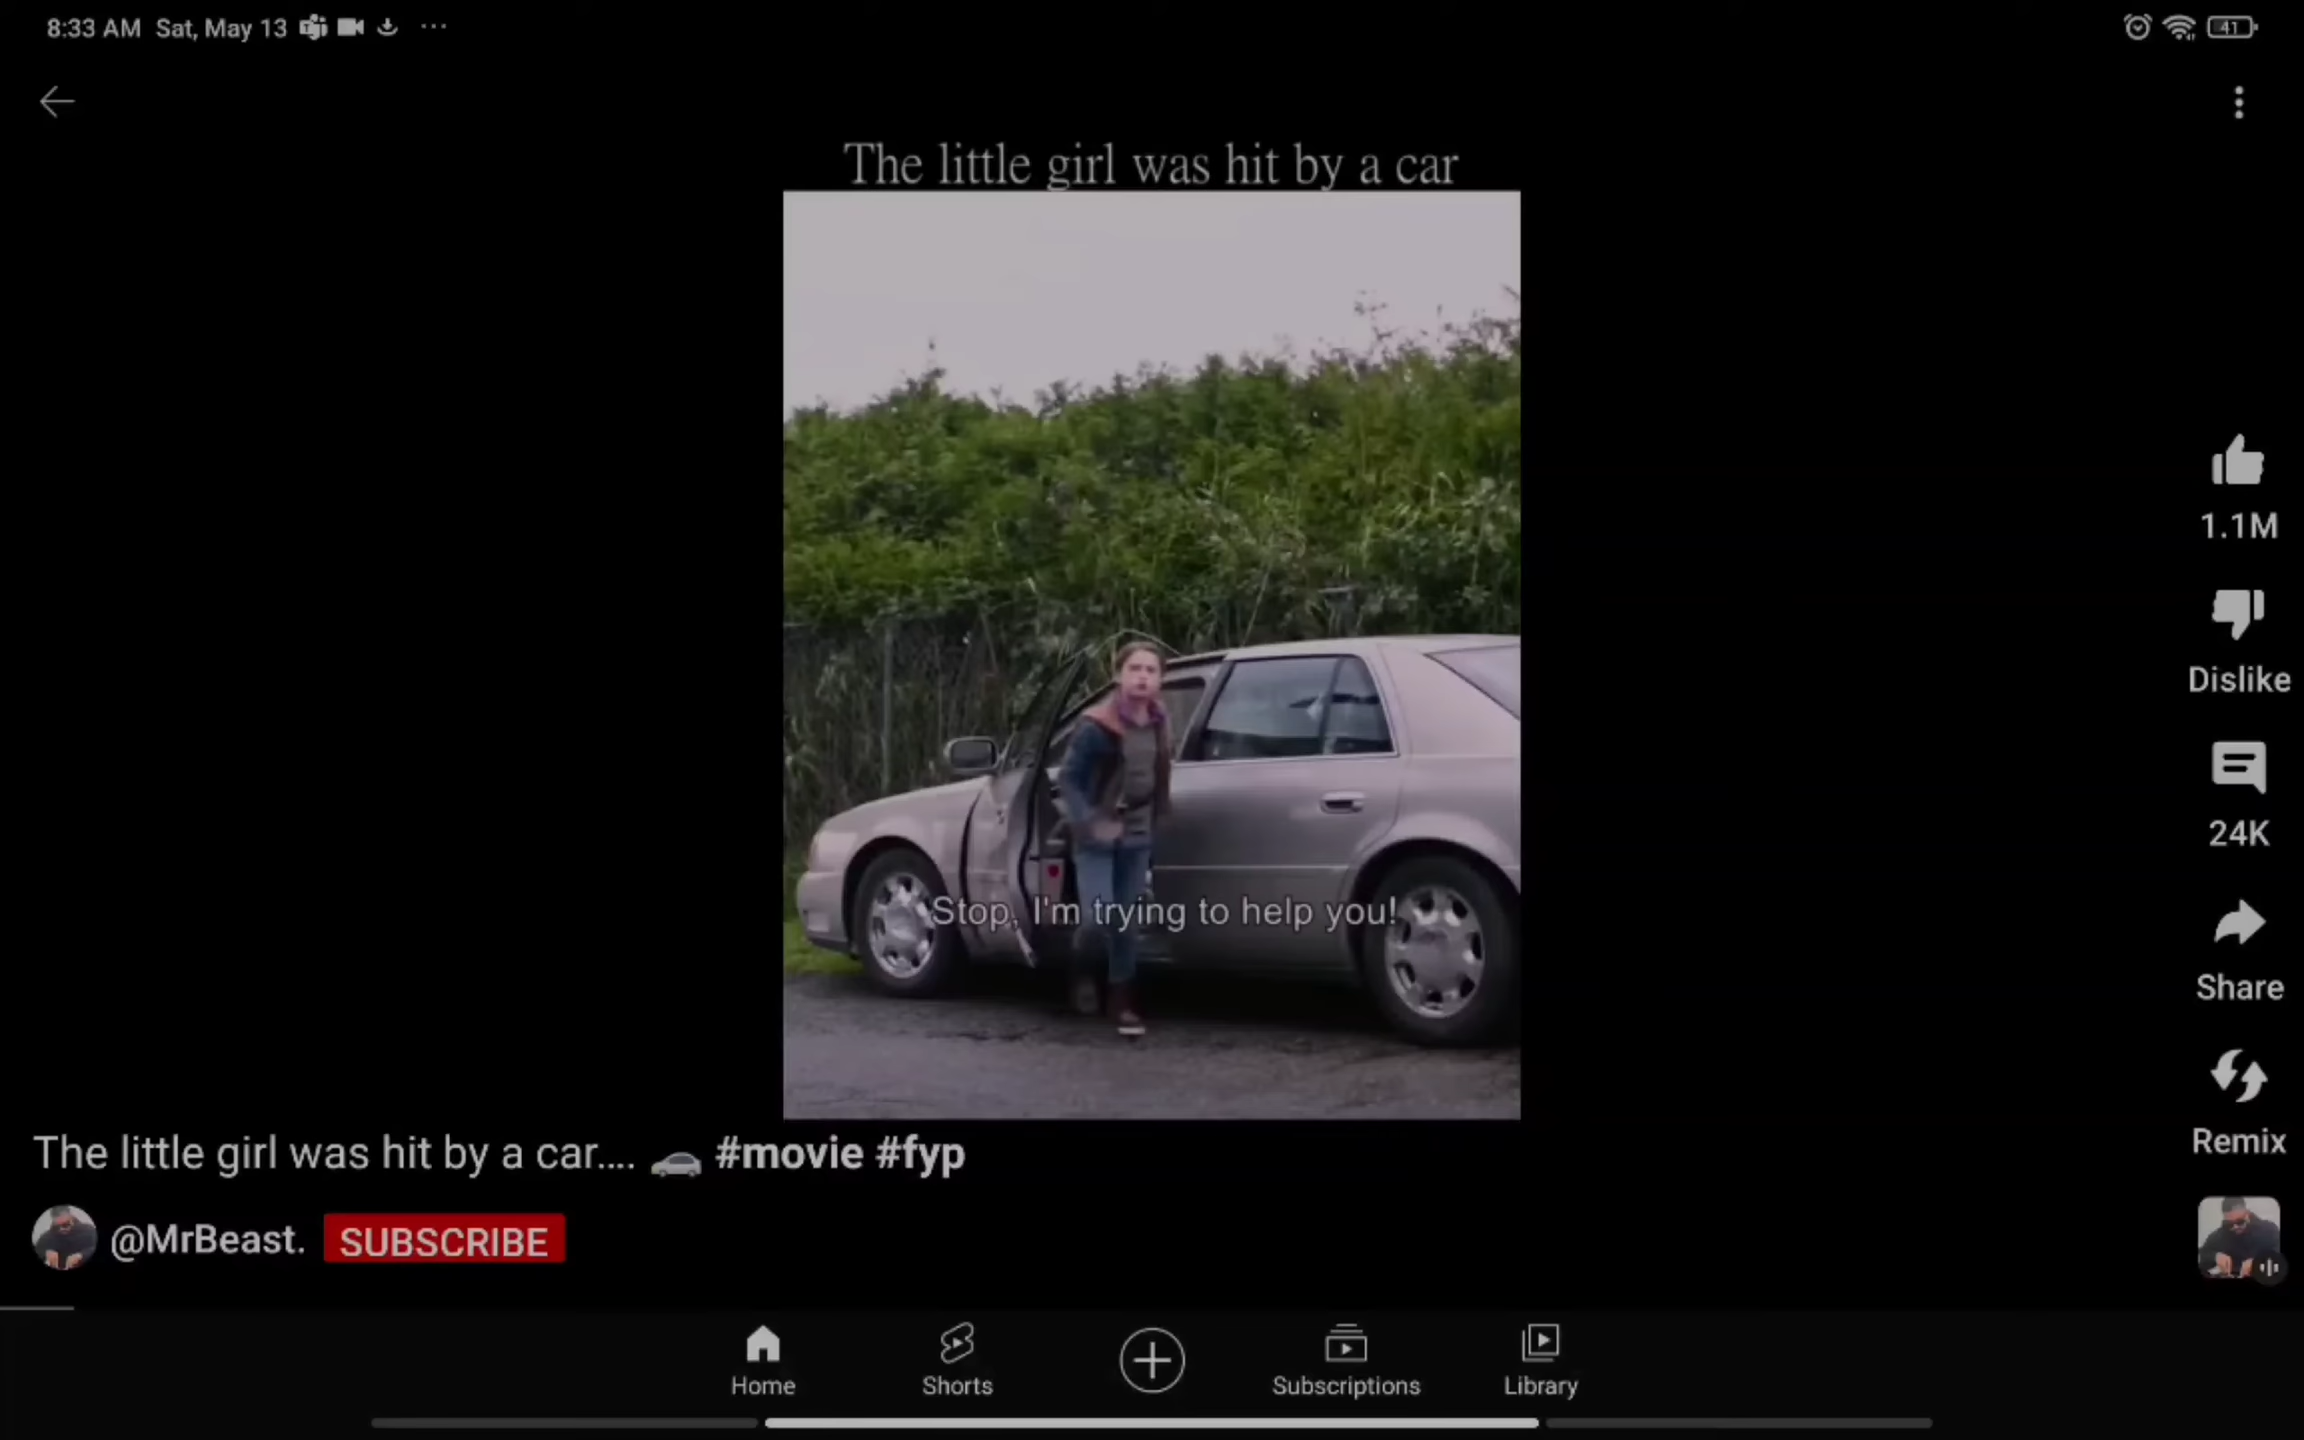 8:33 AM Sat, May 13
41
The little girl was hit by a car
Stop, I'm trying to help you!
1.1M
Dislike
24K
Share
Remix
The little girl was hit by a car.... #movie #fyp
@MrBeast. SUBSCRIBE
Home Shorts Subscriptions Library